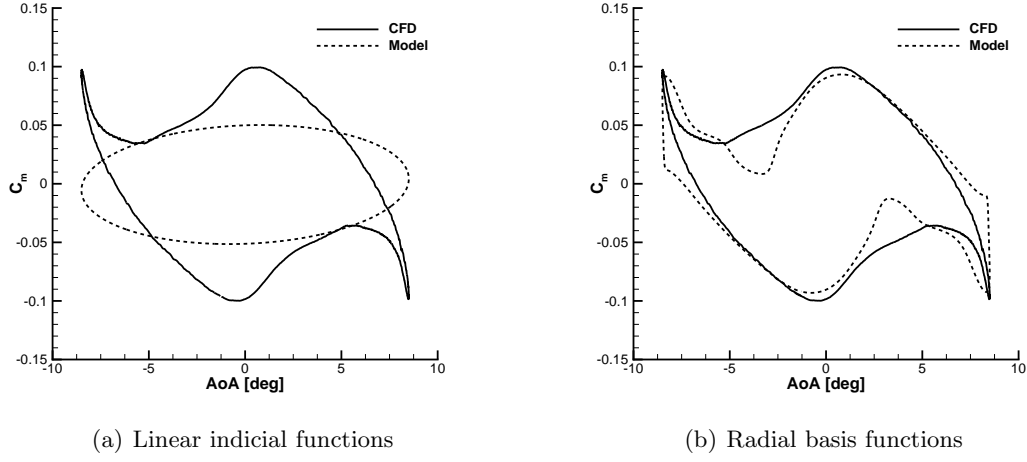 0.15
0.1
0.05
0
-0.05
-0.1
-0.15
C_m
-10
-5
0
5
10
AoA [deg]
CFD
Model
(a) Linear indicial functions
0.15
0.1
0.05
0
-0.05
-0.1
-0.15
C_m
-10
-5
0
5
10
AoA [deg]
CFD
Model
(b) Radial basis functions